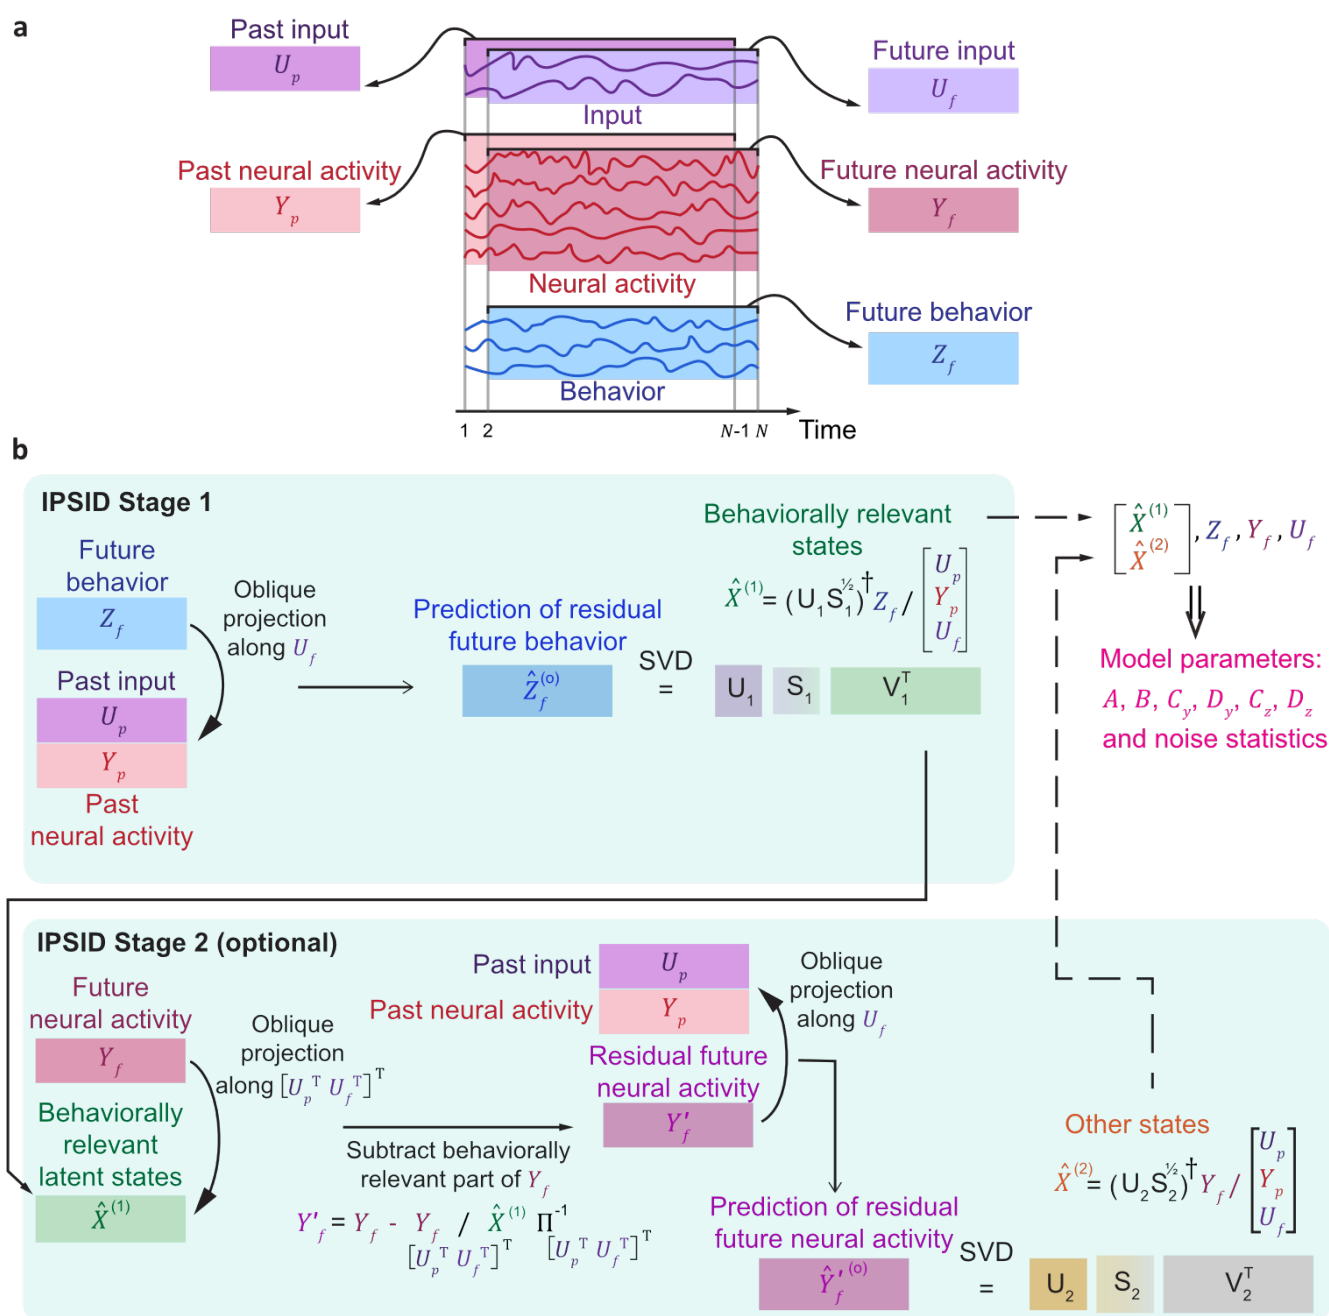 a
Past input
U_p
Future input
U_f
Input
Past neural activity
Y_p
Future neural activity
Y_f
Neural activity
Future behavior
Z_f
Behavior
1 2 N-1 N Time
b
IPSID Stage 1
Future
behavior
Z_f
Oblique
projection
along U_f
Past input
U_p
Y_p
Past
neural activity
Prediction of residual
future behavior
Ẑ_f^(o)
SVD
=
Behaviorally relevant
states
X̂^(1) = (U_1 S_1^½)^† Z_f / [U_p Y_p U_f]
U_1 S_1 V_1^T
[X̂^(1) X̂^(2)], Z_f, Y_f, U_f
⇓
Model parameters:
A, B, C_y, D_y, C_z, D_z
and noise statistics
IPSID Stage 2 (optional)
Future
neural activity
Y_f
Behaviorally
relevant
latent states
X̂^(1)
Oblique
projection
along [U_p^T U_f^T]^T
Subtract behaviorally
relevant part of Y_f
Y'_f = Y_f - Y_f / X̂^(1) Π^-1
[U_p^T U_f^T]^T [U_p^T U_f^T]^T
Past input
U_p
Past neural activity
Y_p
Residual future
neural activity
Y'_f
Oblique
projection
along U_f
Prediction of residual
future neural activity
Ŷ'_f^(o)
SVD
=
Other states
X̂^(2) = (U_2 S_2^½)^† Y_f / [U_p Y_p U_f]
U_2 S_2 V_2^T